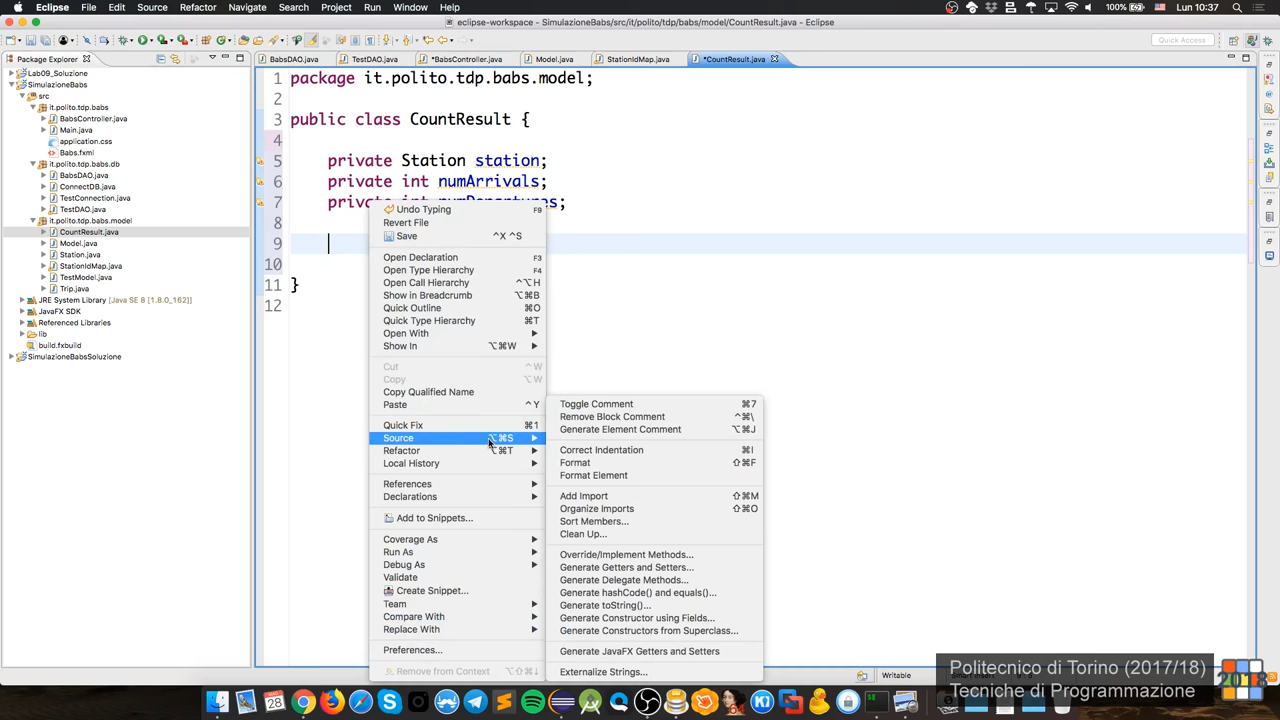 Eclipse File Edit Source Refactor Navigate Search Project Run Window Help 100% Lun 10:37
eclipse-workspace - SimulazioneBabs/src/it/polito/tdp/babs/model/CountResult.java - Eclipse
Quick Access
Package Explorer
BabsDAO.java TestDAO.java *BabsController.java Model.java StationIdMap.java *CountResult.java
Lab09_Soluzione
SimulazioneBabs
src
it.polito.tdp.babs
BabsController.java
Main.java
application.css
Babs.fxml
it.polito.tdp.babs.db
BabsDAO.java
ConnectDB.java
TestConnection.java
TestDAO.java
it.polito.tdp.babs.model
CountResult.java
Model.java
Station.java
StationIdMap.java
TestModel.java
Trip.java
JRE System Library [Java SE 8 [1.8.0_162]]
JavaFX SDK
Referenced Libraries
lib
build.fxbuild
SimulazioneBabsSoluzione
1 package it.polito.tdp.babs.model;
2
3 public class CountResult {
4
5 private Station station;
6 private int numArrivals;
7 private int numDepartures;
8
9
10
11 }
12
Undo Typing F9
Revert File
Save ^X ^S
Open Declaration F3
Open Type Hierarchy F4
Open Call Hierarchy ^⌥H
Show in Breadcrumb ⌥⌘B
Quick Outline ⌘O
Quick Type Hierarchy ⌘T
Open With
Show In ⌥⌘W
Cut ^W
Copy ⌥W
Copy Qualified Name
Paste ^Y
Quick Fix ⌘1
Source ⌥⌘S
Refactor ⌥⌘T
Local History
References
Declarations
Add to Snippets...
Coverage As
Run As
Debug As
Validate
Create Snippet...
Team
Compare With
Replace With
Preferences...
Remove from Context ⌥⇧⌘↓
Toggle Comment ⌘7
Remove Block Comment ^⌘\
Generate Element Comment ⌥⌘J
Correct Indentation ⌘I
Format ⇧⌘F
Format Element
Add Import ⇧⌘M
Organize Imports ⇧⌘O
Sort Members...
Clean Up...
Override/Implement Methods...
Generate Getters and Setters...
Generate Delegate Methods...
Generate hashCode() and equals()...
Generate toString()...
Generate Constructor using Fields...
Generate Constructors from Superclass...
Generate JavaFX Getters and Setters
Externalize Strings...
Writable
Politecnico di Torino (2017/18)
Tecniche di Programmazione
2018